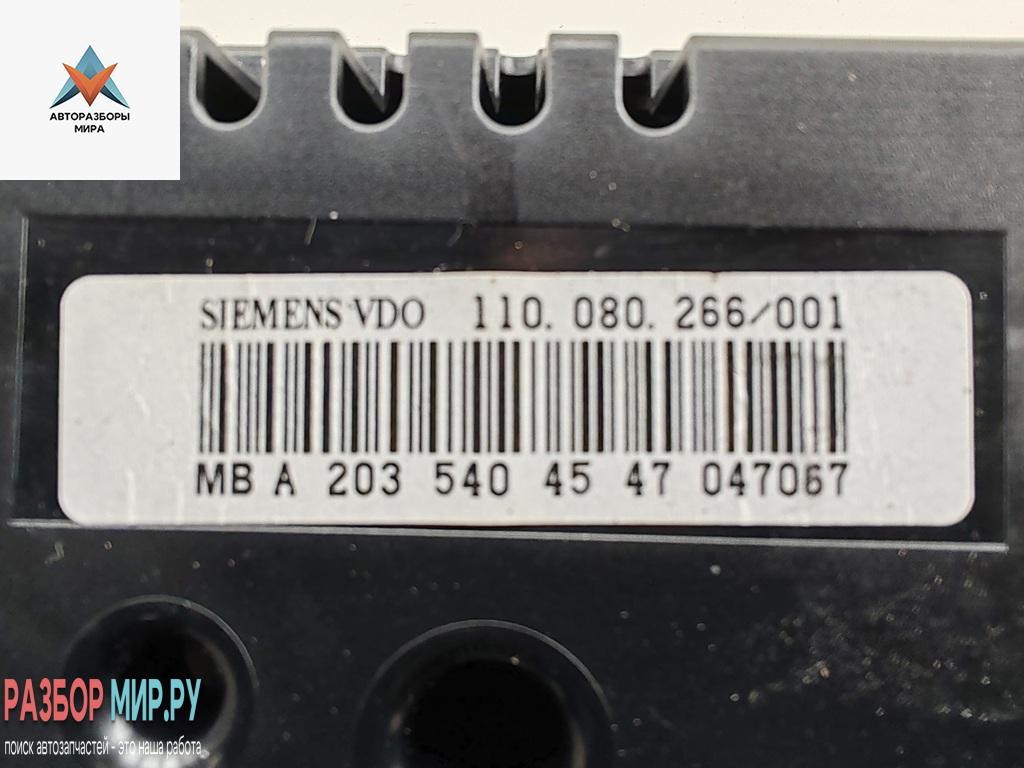 АВТОРАЗБОРЫ
МИРА
SIEMENS VDO 110.080.266/001
MB A 203 540 45 47 047067
РАЗБОР МИР.РУ
поиск автозапчастей - это наша работа